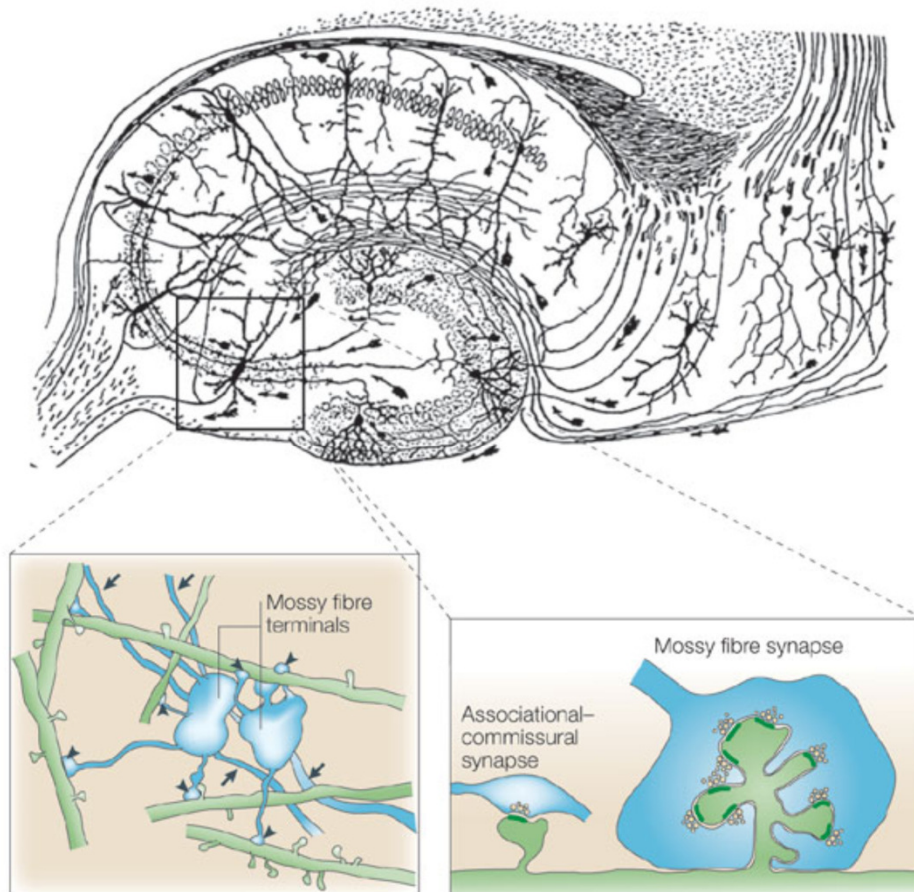 Mossy fibre
terminals
Mossy fibre synapse
Associational–
commissural
synapse